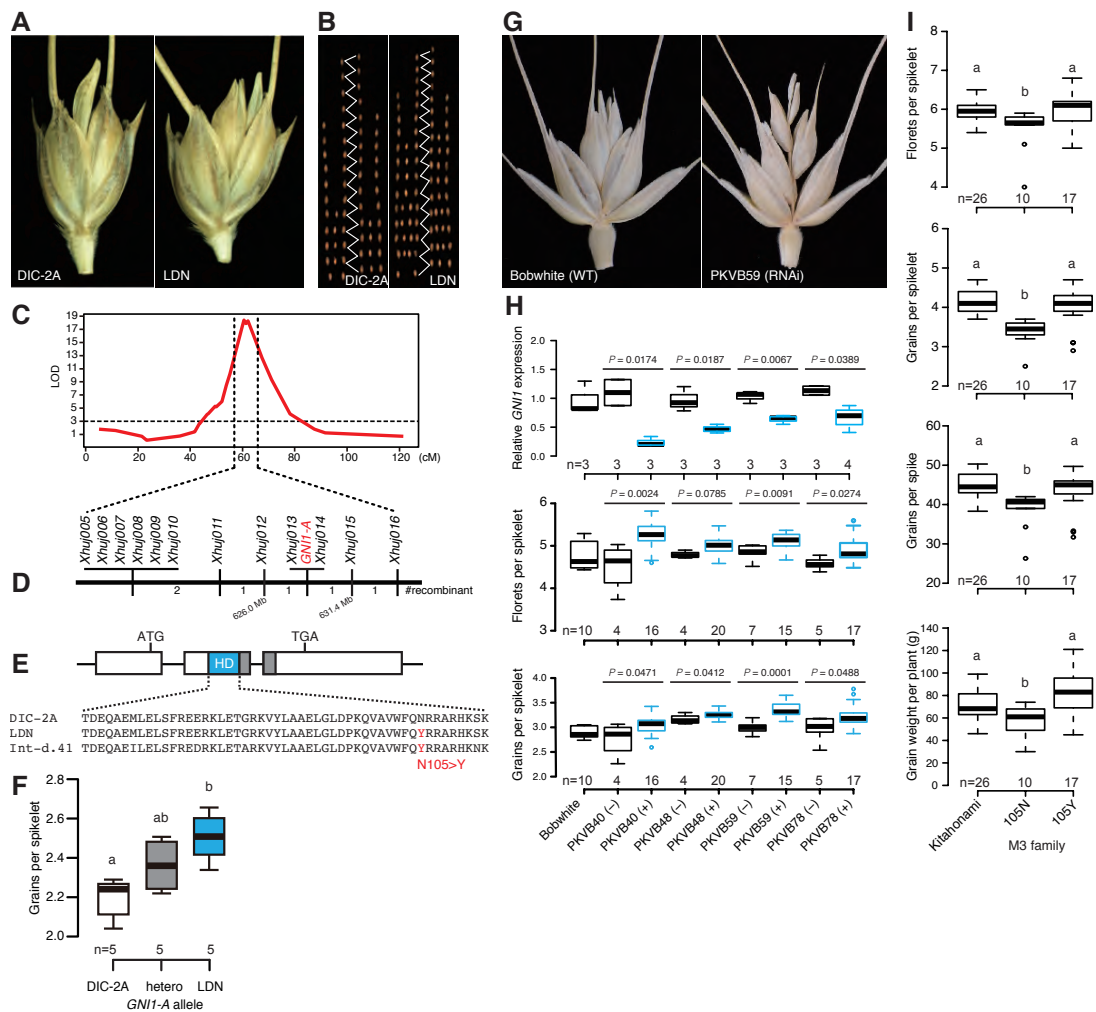 A
DIC-2A
LDN
B
DIC-2A
LDN
C
LOD
19
17
15
13
11
9
7
5
3
1
0
20
40
60
80
100
120
(cM)
Xhuj005
Xhuj006
Xhuj007
Xhuj008
Xhuj009
Xhuj010
Xhuj011
Xhuj012
Xhuj013
GNI1-A
Xhuj014
Xhuj015
Xhuj016
D
2
1
1
1
1
#recombinant
626.0 Mb
631.4 Mb
E
ATG
TGA
HD
DIC-2A TDEQAEMLELSFREERKLETGRKVYLAAELGLDPKQVAVWFQNRRARHKSK
LDN TDEQAEMLELSFREERKLETGRKVYLAAELGLDPKQVAVWFQYRRARHKSK
Int-d.41 TDEQAEILELSFREDRKLETARKVYLAAELGLDPKQVAVWFQYRRARHKNK
N105>Y
F
Grains per spikelet
2.8
2.6
2.4
2.2
2.0
a
ab
b
n=5
5
5
DIC-2A
hetero
LDN
GNI1-A allele
G
Bobwhite (WT)
PKVB59 (RNAi)
H
Relative GNI1 expression
2.0
1.5
1.0
0.5
0.0
P = 0.0174
P = 0.0187
P = 0.0067
P = 0.0389
n=3
3
3
3
3
3
3
3
4
Florets per spikelet
6
5
4
3
P = 0.0024
P = 0.0785
P = 0.0091
P = 0.0274
n=10
4
16
4
20
7
15
5
17
Grains per spikelet
4.0
3.5
3.0
2.5
2.0
P = 0.0471
P = 0.0412
P = 0.0001
P = 0.0488
n=10
4
16
4
20
7
15
5
17
Bobwhite
PKVB40 (−)
PKVB40 (+)
PKVB48 (−)
PKVB48 (+)
PKVB59 (−)
PKVB59 (+)
PKVB78 (−)
PKVB78 (+)
I
Florets per spikelet
8
7
6
5
4
a
b
a
n=26
10
17
Grains per spikelet
6
5
4
3
2
a
b
a
n=26
10
17
Grains per spike
60
50
40
30
20
a
b
a
n=26
10
17
Grain weight per plant (g)
140
120
100
80
60
40
20
0
a
b
a
n=26
10
17
Kitahonami
105N
105Y
M3 family